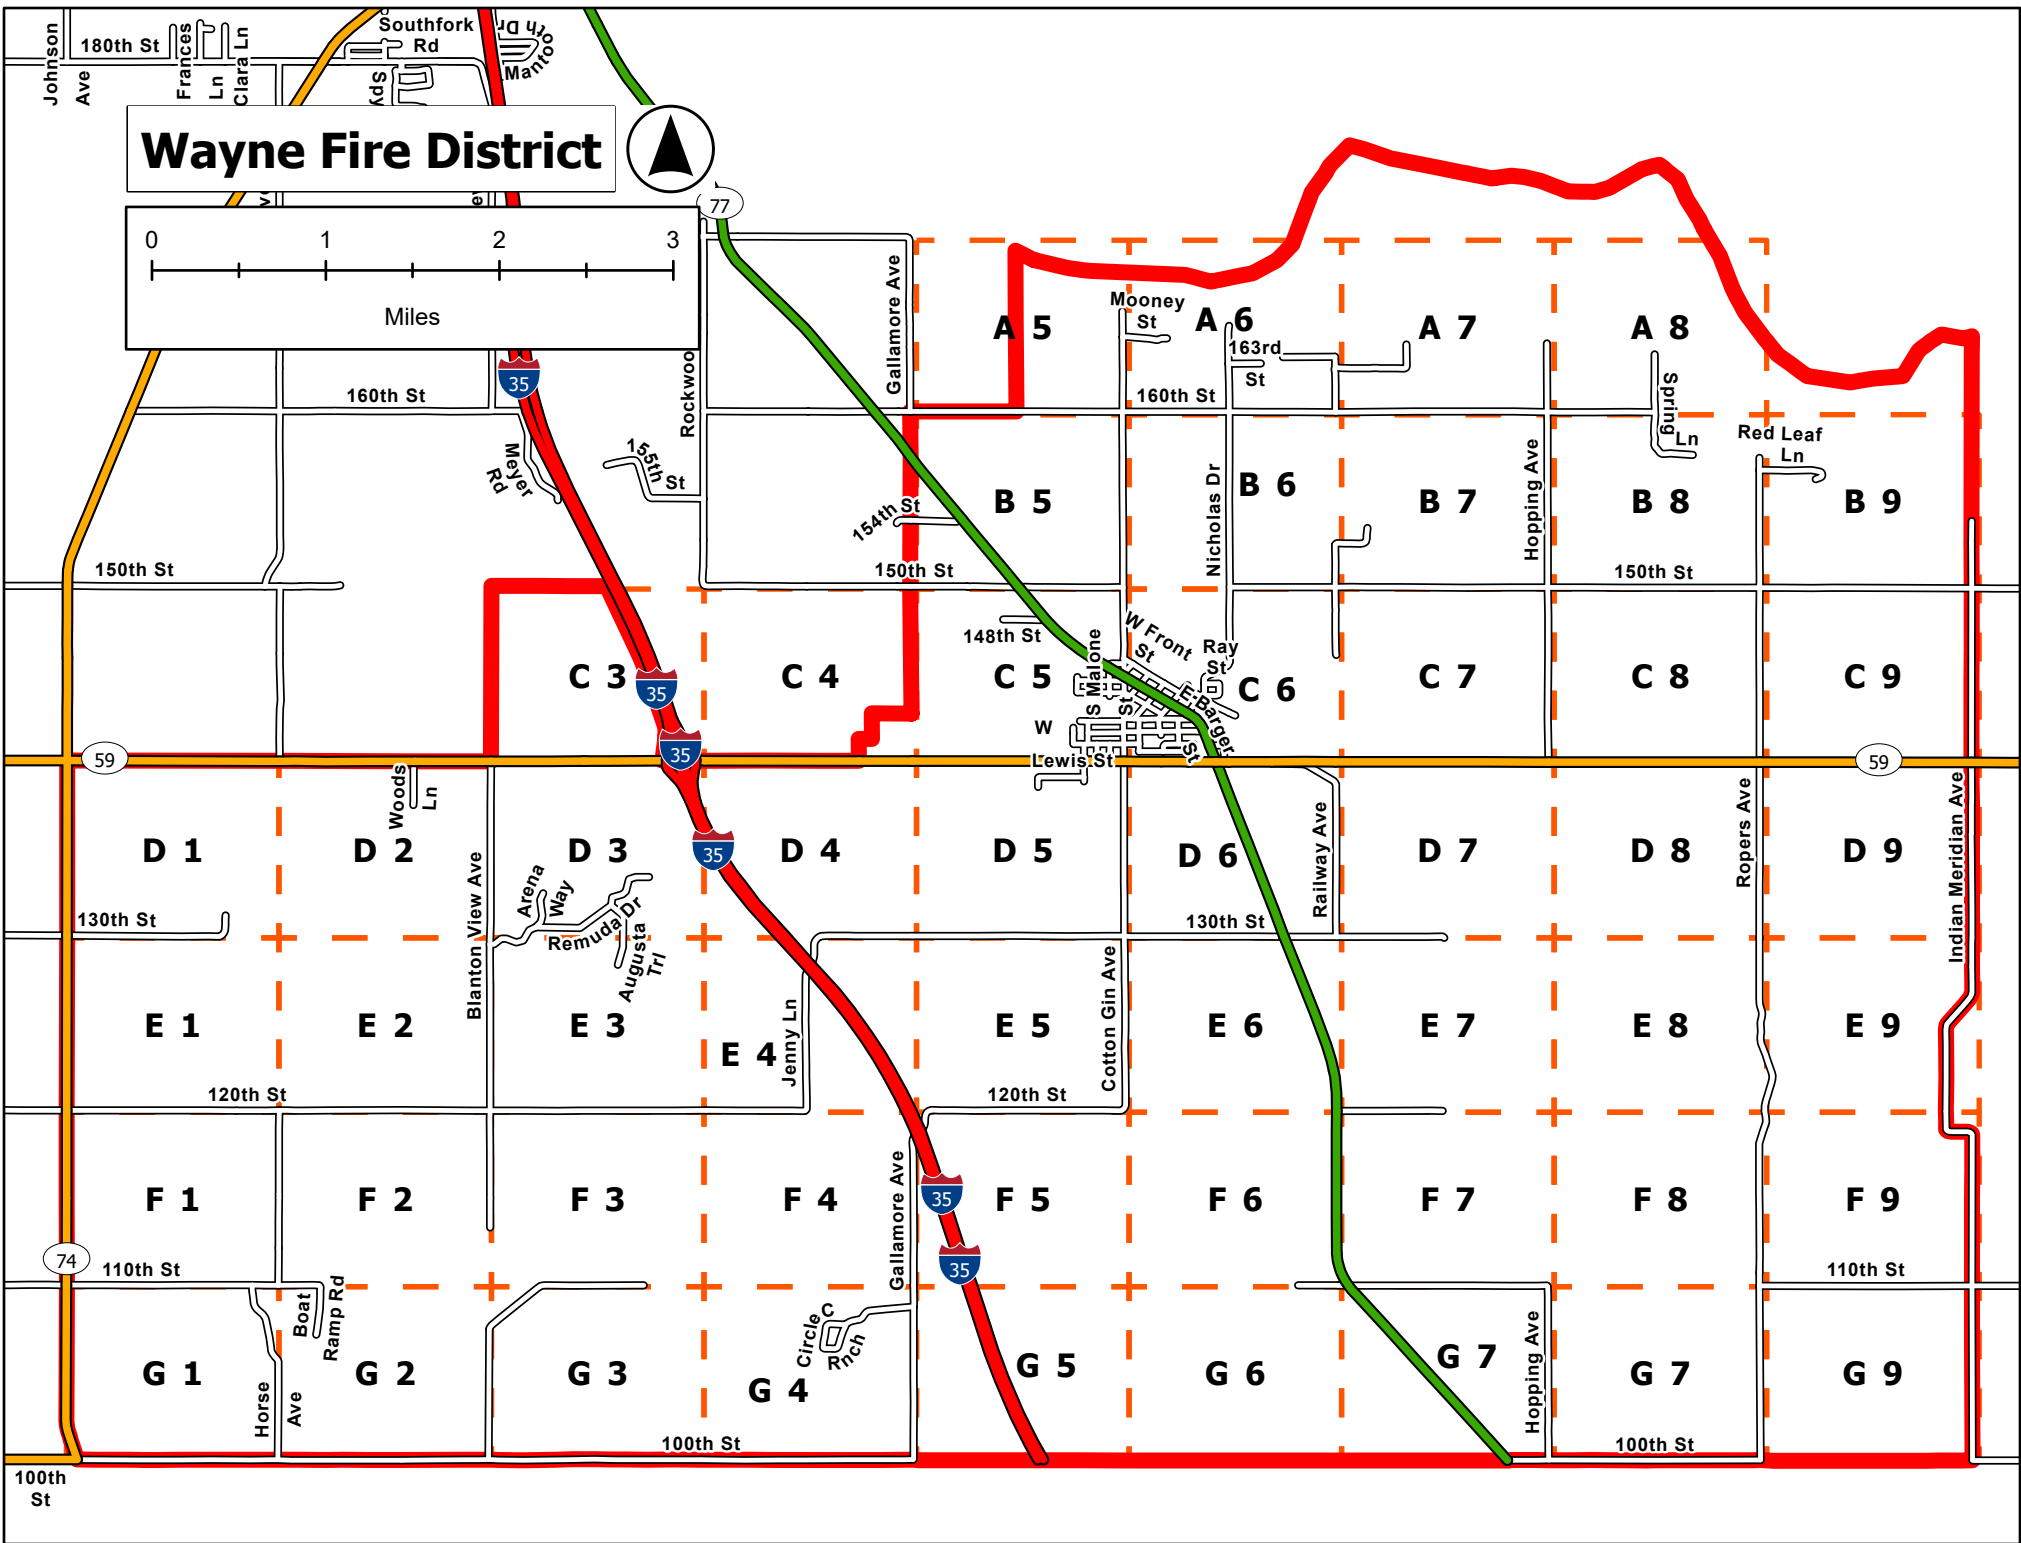 Southfork
Rd
Mantooth Dr
Johnson
Ave
180th St
Frances
Ln
Clara Ln
Spy
Wayne Fire District
77
0 1 2 3
Miles
Gallamore Ave
Mooney
St
A 5
A 6
A 7
A 8
163rd
St
35
160th St
160th St
Rockwoo
Spring
Ln
Red Leaf
Ln
Meyer
Rd
155th St
Nicholas Dr
Hopping Ave
B 5
B 6
B 7
B 8
B 9
154th St
150th St
150th St
150th St
148th St
S Malone
St
W Front
St
Ray
St
C 3
35
C 4
C 5
C 6
C 7
C 8
C 9
E Barger
St
W
Lewis St
59
35
59
Woods
Ln
Railway Ave
Ropers Ave
Indian Meridian Ave
D 1
D 2
D 3
35
D 4
D 5
D 6
D 7
D 8
D 9
Blanton View Ave
Arena
Way
Remuda Dr
Augusta
Trl
130th St
130th St
Jenny Ln
Cotton Gin Ave
E 1
E 2
E 3
E 4
E 5
E 6
E 7
E 8
E 9
120th St
120th St
Gallamore Ave
F 1
F 2
F 3
F 4
35
F 5
F 6
F 7
F 8
F 9
74
110th St
35
110th St
Boat
Ramp Rd
Circle C
Rnch
Hopping Ave
G 1
G 2
G 3
G 4
G 5
G 6
G 7
G 7
G 9
Horse
Ave
100th St
100th St
100th
St